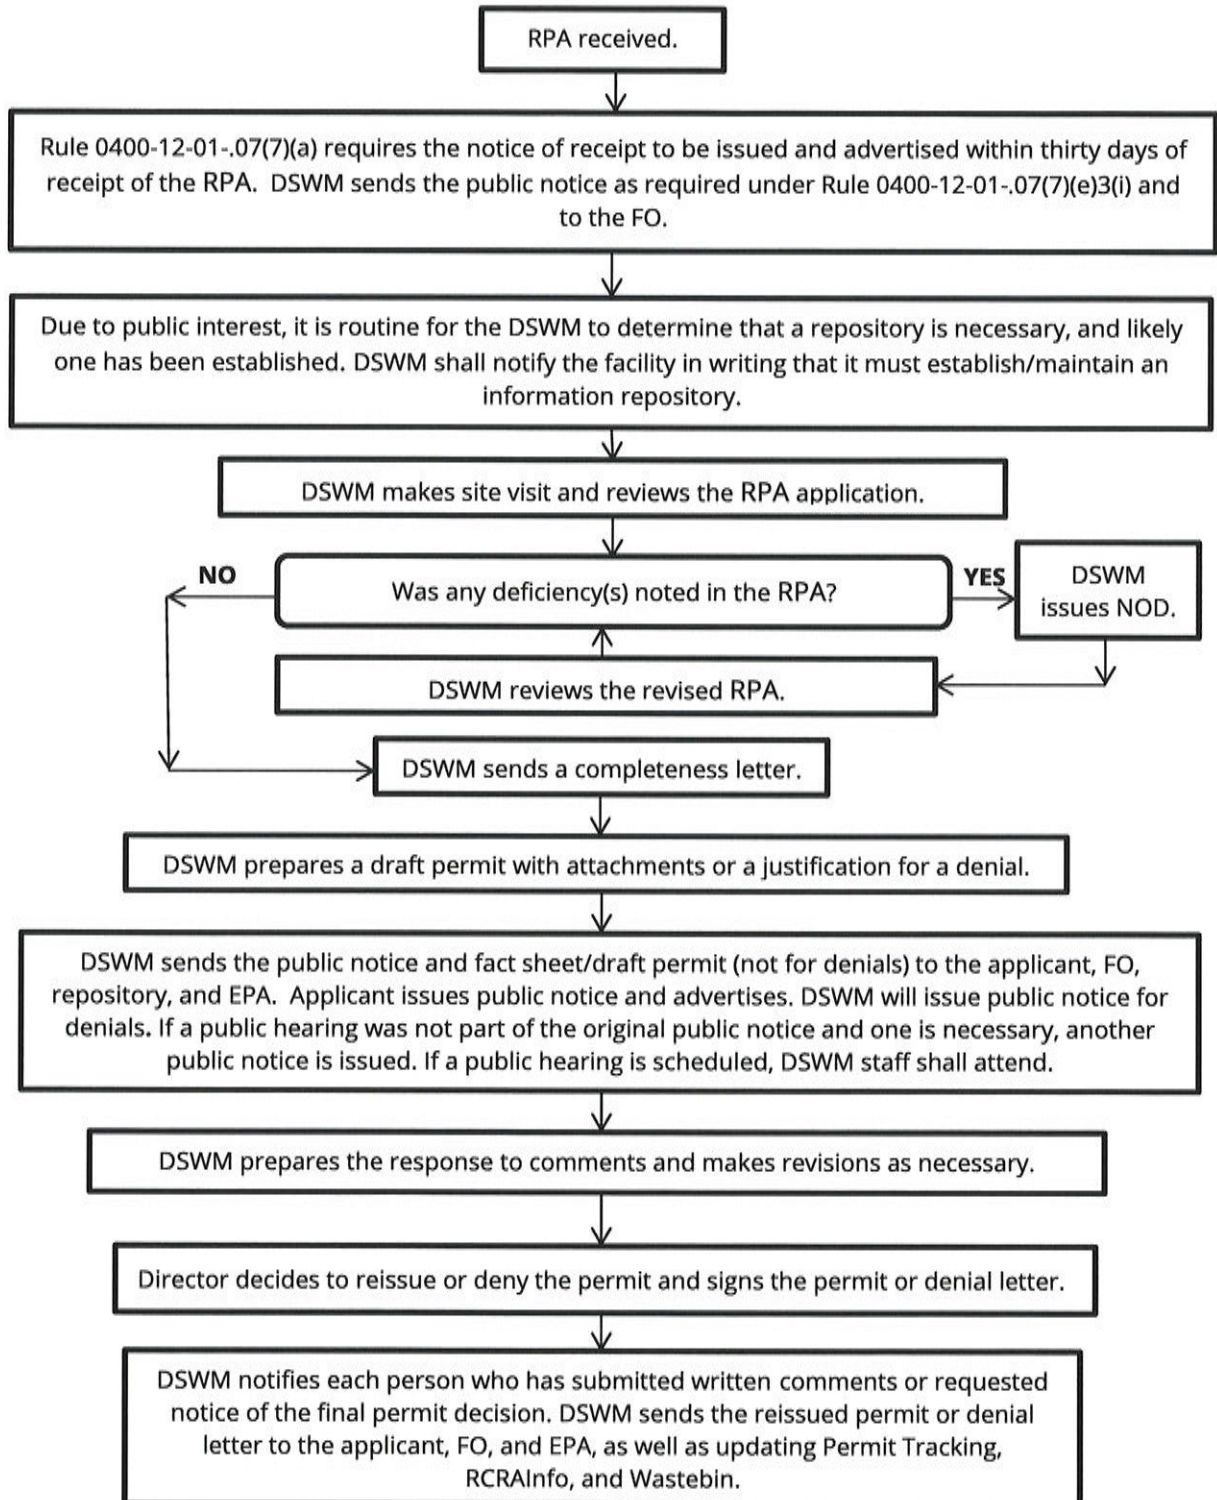 RPA received.
Rule 0400-12-01-.07(7)(a) requires the notice of receipt to be issued and advertised within thirty days of
receipt of the RPA.  DSWM sends the public notice as required under Rule 0400-12-01-.07(7)(e)3(i) and
to the FO.
Due to public interest, it is routine for the DSWM to determine that a repository is necessary, and likely
one has been established. DSWM shall notify the facility in writing that it must establish/maintain an
information repository.
DSWM makes site visit and reviews the RPA application.
NO
Was any deficiency(s) noted in the RPA?
YES
DSWM
issues NOD.
DSWM reviews the revised RPA.
DSWM sends a completeness letter.
DSWM prepares a draft permit with attachments or a justification for a denial.
DSWM sends the public notice and fact sheet/draft permit (not for denials) to the applicant, FO,
repository, and EPA.  Applicant issues public notice and advertises. DSWM will issue public notice for
denials. If a public hearing was not part of the original public notice and one is necessary, another
public notice is issued. If a public hearing is scheduled, DSWM staff shall attend.
DSWM prepares the response to comments and makes revisions as necessary.
Director decides to reissue or deny the permit and signs the permit or denial letter.
DSWM notifies each person who has submitted written comments or requested
notice of the final permit decision. DSWM sends the reissued permit or denial
letter to the applicant, FO, and EPA, as well as updating Permit Tracking,
RCRAInfo, and Wastebin.